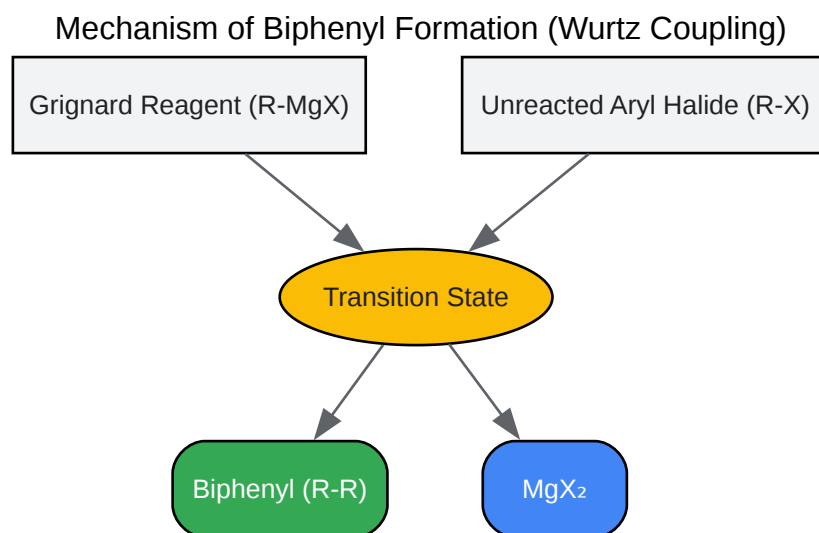 Mechanism of Biphenyl Formation (Wurtz Coupling)
Grignard Reagent (R-MgX)
Unreacted Aryl Halide (R-X)
Transition State
Biphenyl (R-R)
MgX₂